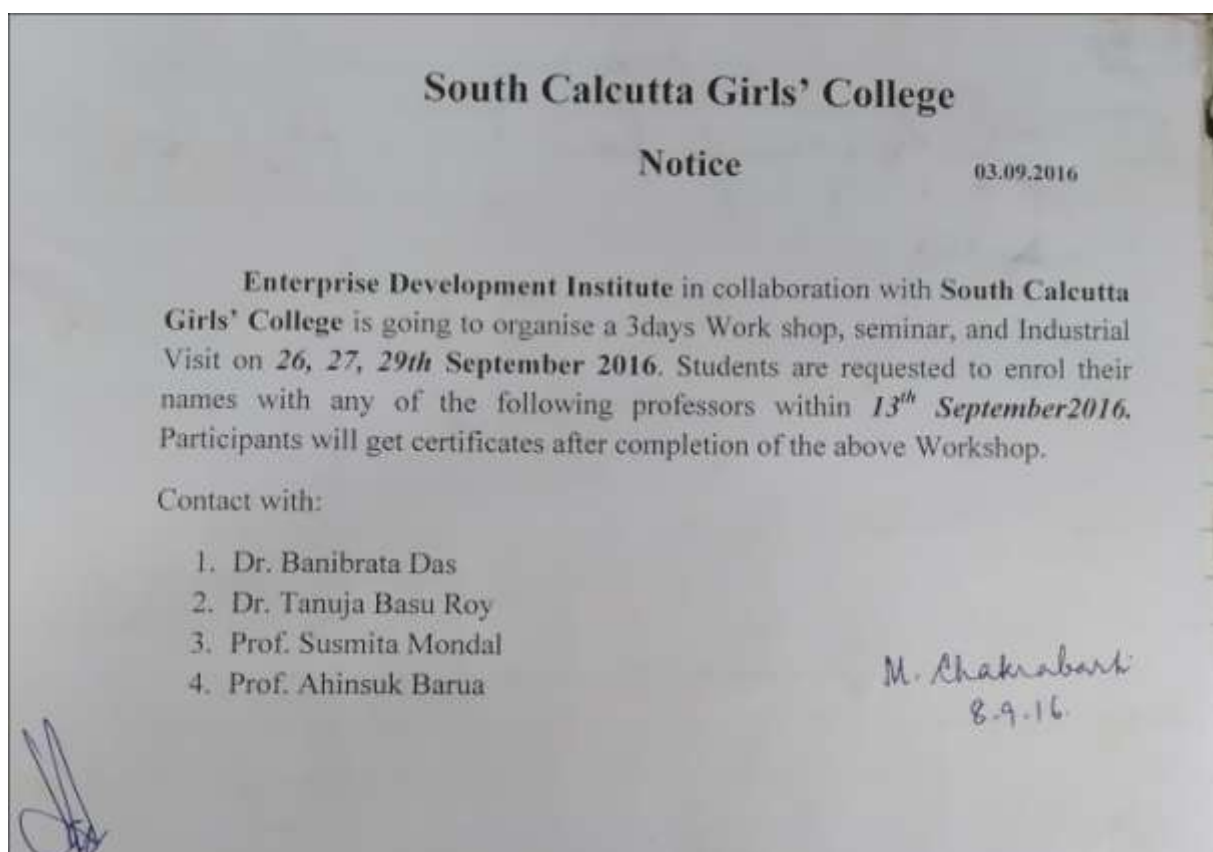 South Calcutta Girls' College
Notice
03.09.2016
Enterprise Development Institute in collaboration with South Calcutta
Girls' College is going to organise a 3days Work shop, seminar, and Industrial
Visit on 26, 27, 29th September 2016. Students are requested to enrol their
names with any of the following professors within 13th September2016.
Participants will get certificates after completion of the above Workshop.
Contact with:
1. Dr. Banibrata Das
2. Dr. Tanuja Basu Roy
3. Prof. Susmita Mondal
4. Prof. Ahinsuk Barua
M. Chakrabarti
8.9.16.